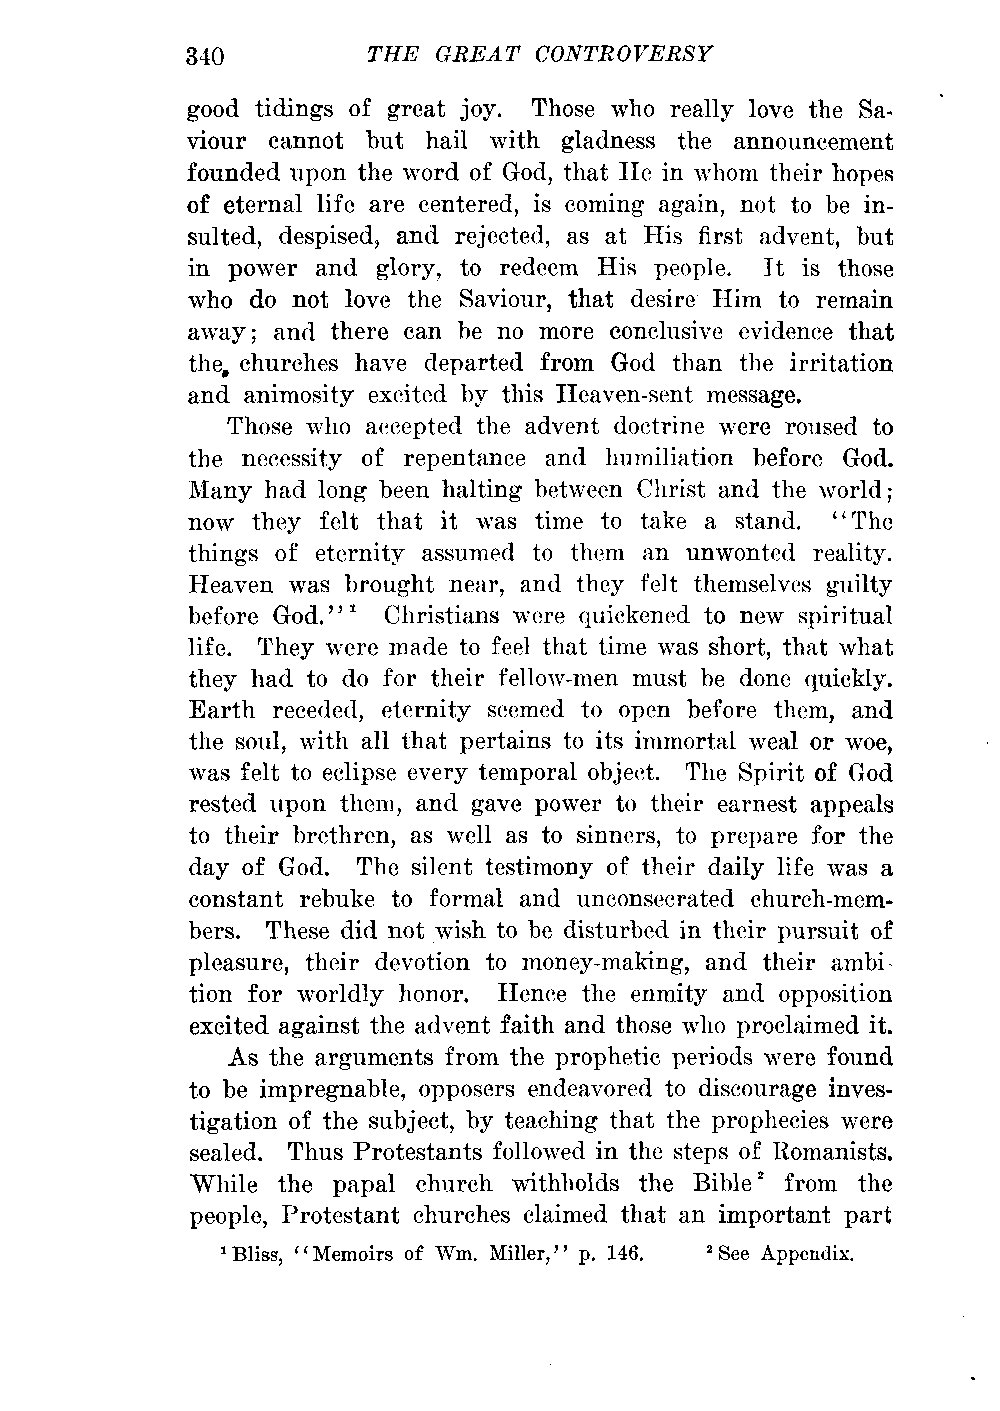 340 THE GREAT CONTROVERSY
good tidings of great joy. Those who really love the Sa-
viour cannot but hail with gladness the announcement
founded upon the word of God, that He in whom their hopes
of eternal life are centered, is coming again, not to be in-
sulted, despised, and rejected, as at His first advent, but
in power and glory, to redeem His people. It is those
who do not love the Saviour, that desire Him to remain
away; and there can be no more conclusive evidence that
the churches have departed from God than the irritation
and animosity excited by this Heaven-sent message.
Those who accepted the advent doctrine were roused to
the necessity of repentance and humiliation before God.
Many had long been halting between Christ and the world;
now they felt that it was time to take a stand. "The
things of eternity assumed to them an unwonted reality.
Heaven was brought near, and they felt themselves guilty
before God."¹ Christians were quickened to new spiritual
life. They were made to feel that time was short, that what
they had to do for their fellow-men must be done quickly.
Earth receded, eternity seemed to open before them, and
the soul, with all that pertains to its immortal weal or woe,
was felt to eclipse every temporal object. The Spirit of God
rested upon them, and gave power to their earnest appeals
to their brethren, as well as to sinners, to prepare for the
day of God. The silent testimony of their daily life was a
constant rebuke to formal and unconsecrated church-mem-
bers. These did not wish to be disturbed in their pursuit of
pleasure, their devotion to money-making, and their ambi-
tion for worldly honor. Hence the enmity and opposition
excited against the advent faith and those who proclaimed it.
As the arguments from the prophetic periods were found
to be impregnable, opposers endeavored to discourage inves-
tigation of the subject, by teaching that the prophecies were
sealed. Thus Protestants followed in the steps of Romanists.
While the papal church withholds the Bible² from the
people, Protestant churches claimed that an important part
¹ Bliss, "Memoirs of Wm. Miller," p. 146. ² See Appendix.